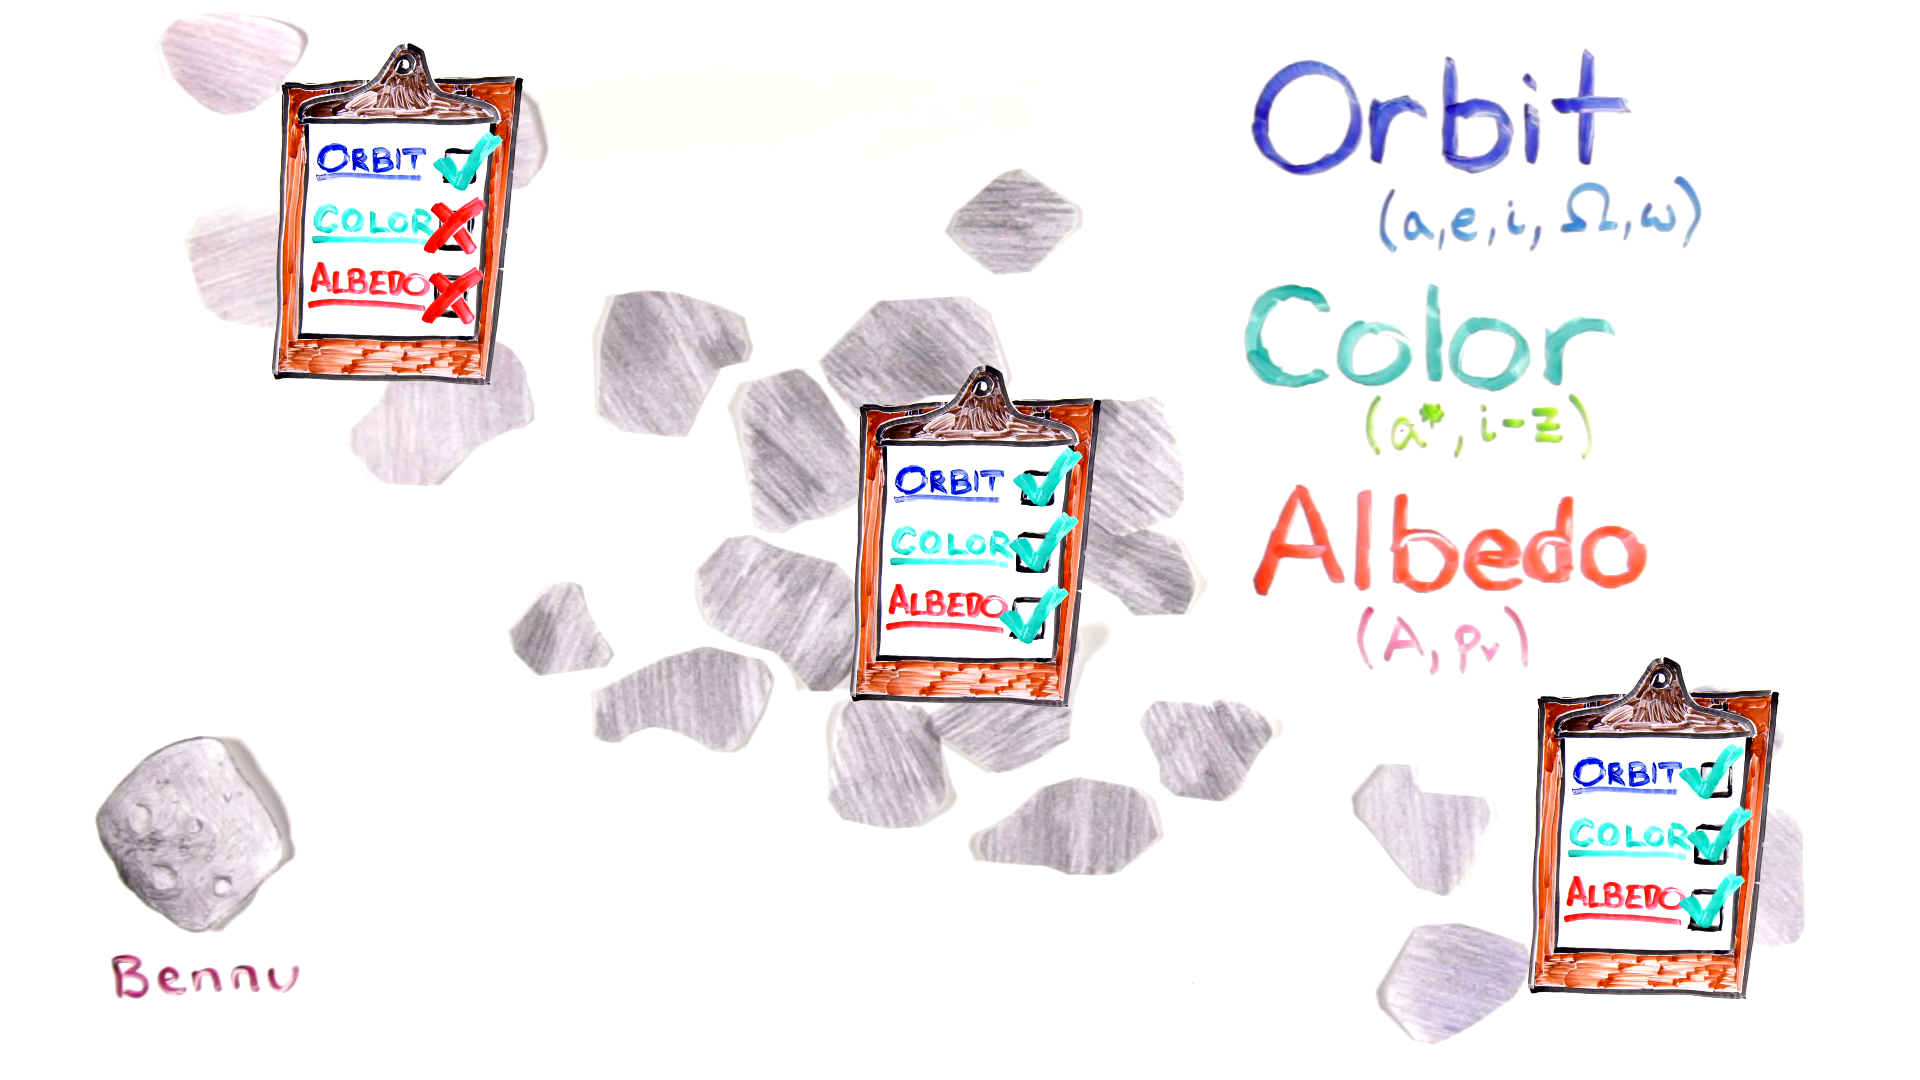 ORBIT
COLOR
ALBEDO
Orbit
(a, e, i, Ω, ω)
Color
(a*, i-z)
Albedo
(A, pv)
ORBIT
COLOR
ALBEDO
ORBIT
COLOR
ALBEDO
Bennu